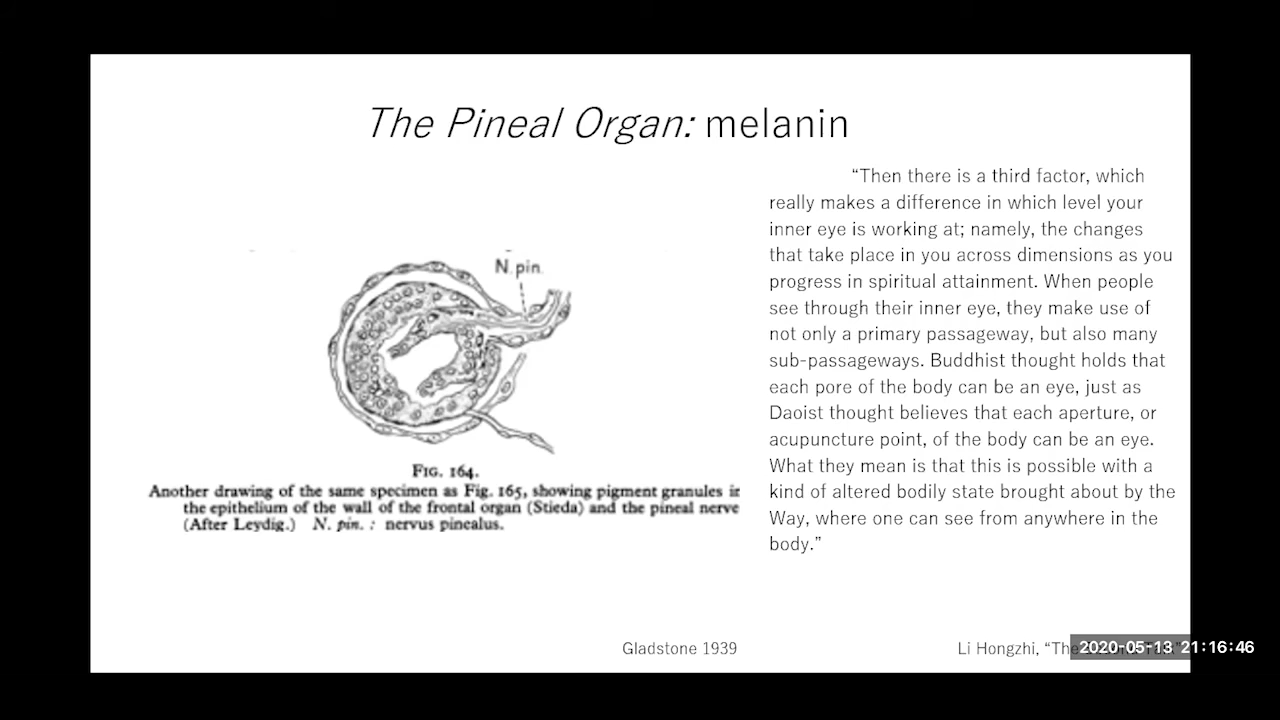 The Pineal Organ: melanin
“Then there is a third factor, which
really makes a difference in which level your
inner eye is working at; namely, the changes
that take place in you across dimensions as you
progress in spiritual attainment. When people
see through their inner eye, they make use of
not only a primary passageway, but also many
sub-passageways. Buddhist thought holds that
each pore of the body can be an eye, just as
Daoist thought believes that each aperture, or
acupuncture point, of the body can be an eye.
What they mean is that this is possible with a
kind of altered bodily state brought about by the
Way, where one can see from anywhere in the
body.”
N. pin.
FIG. 164.
Another drawing of the same specimen as Fig. 165, showing pigment granules in
the epithelium of the wall of the frontal organ (Stieda) and the pineal nerve
(After Leydig.) N. pin. : nervus pinealus.
Gladstone 1939
Li Hongzhi, “The
2020-05-13 21:16:46